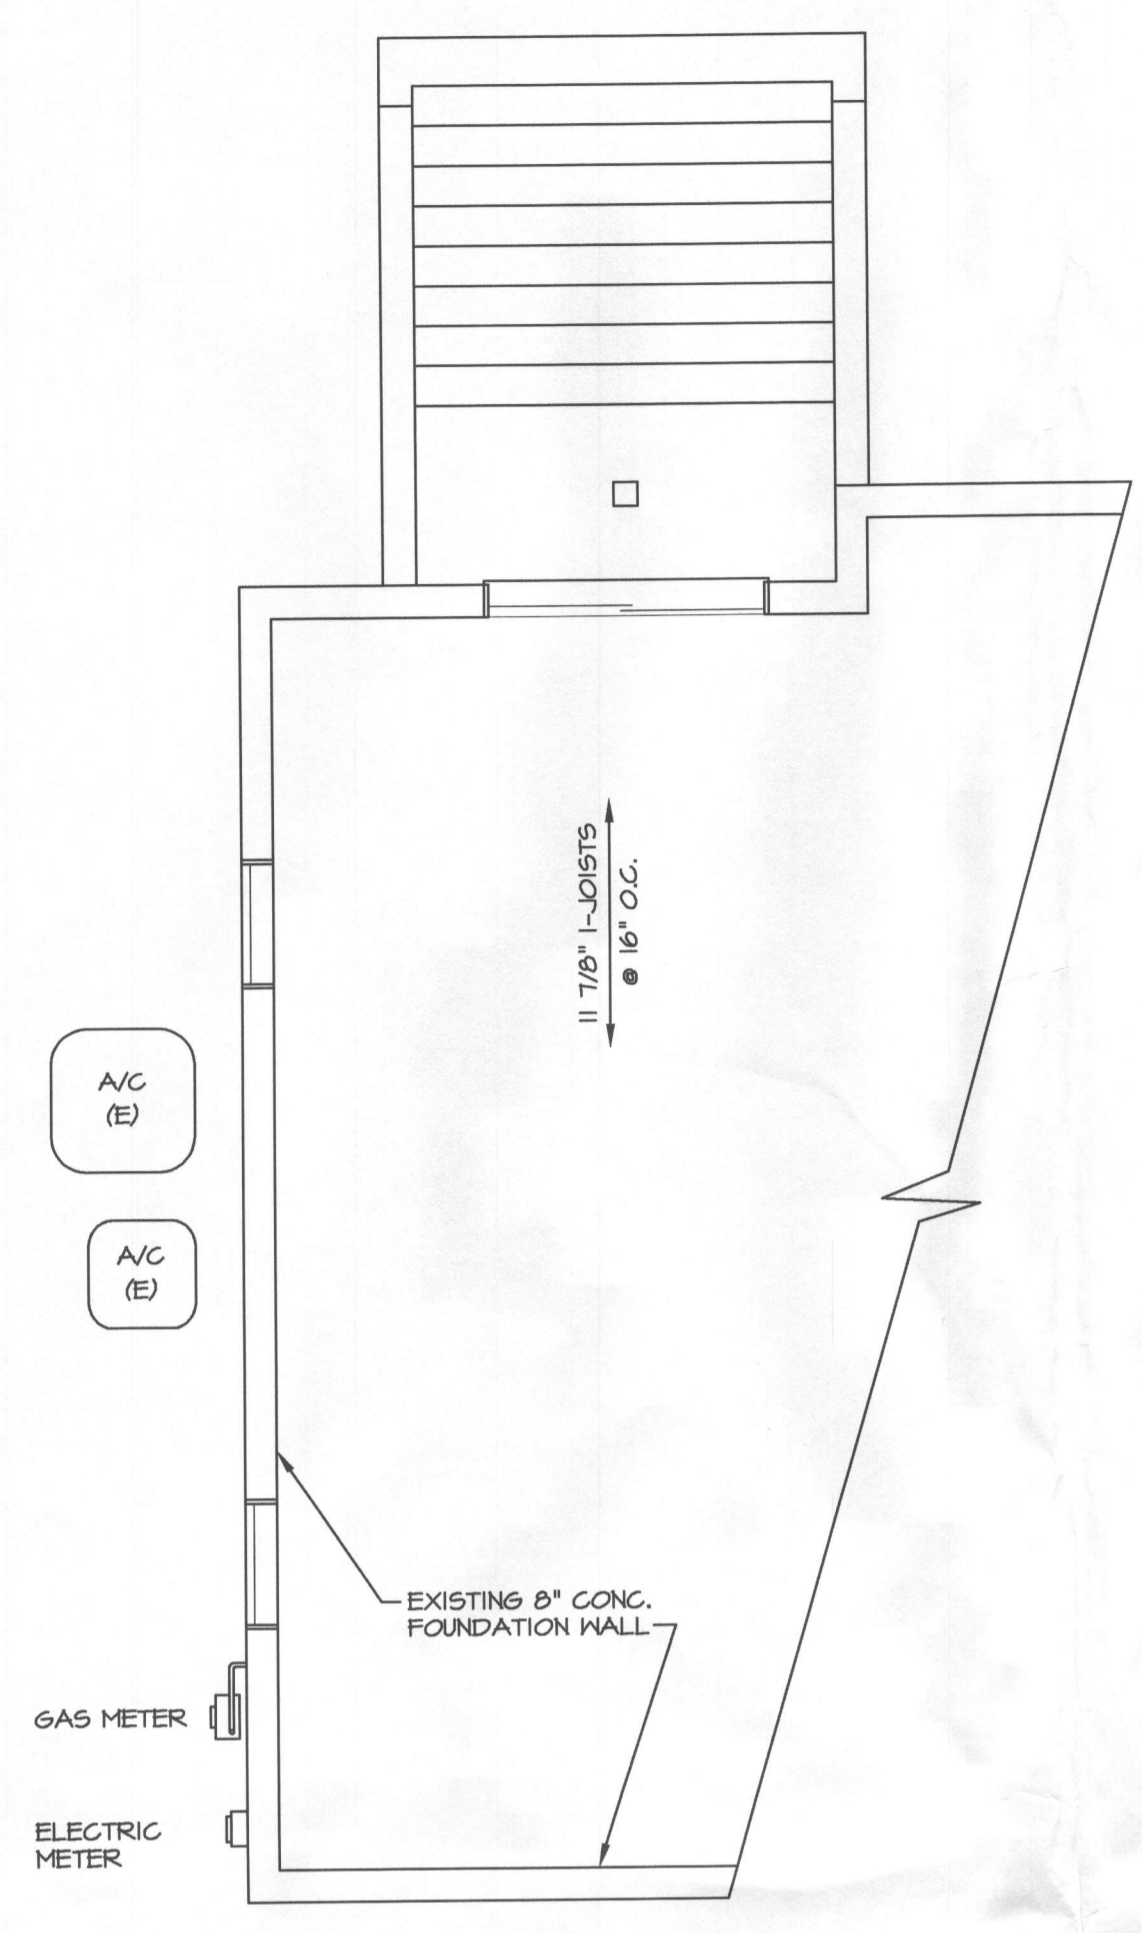 11 7/8" I-JOISTS
@ 16" O.C.
A/C
(E)
A/C
(E)
EXISTING 8" CONC.
FOUNDATION WALL
GAS METER
ELECTRIC
METER